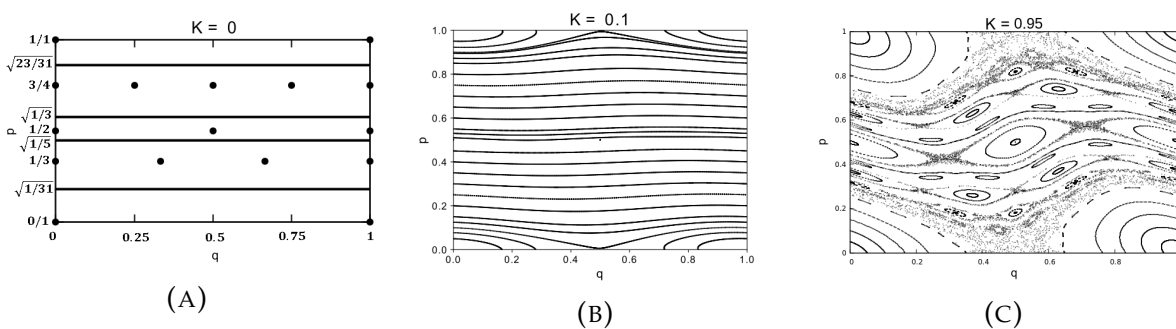 K = 0
1/1
√23/31
3/4
√1/3
p
1/2
√1/5
1/3
√1/31
0/1
0 0.25 0.5 0.75 1
q
(A)
K = 0.1
1.0
0.8
0.6
p
0.4
0.2
0.0
0.0 0.2 0.4 0.6 0.8 1.0
q
(B)
K = 0.95
1
0.8
0.6
p
0.4
0.2
0
0.0 0.2 0.4 0.6 0.8
q
(C)